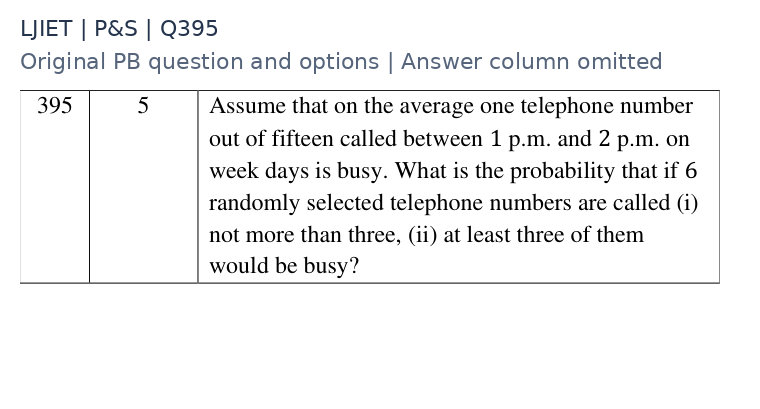 LJIET | P&S | Q395
Original PB question and options | Answer column omitted
395 5 Assume that on the average one telephone number
out of fifteen called between 1 p.m. and 2 p.m. on
week days is busy. What is the probability that if 6
randomly selected telephone numbers are called (i)
not more than three, (ii) at least three of them
would be busy?